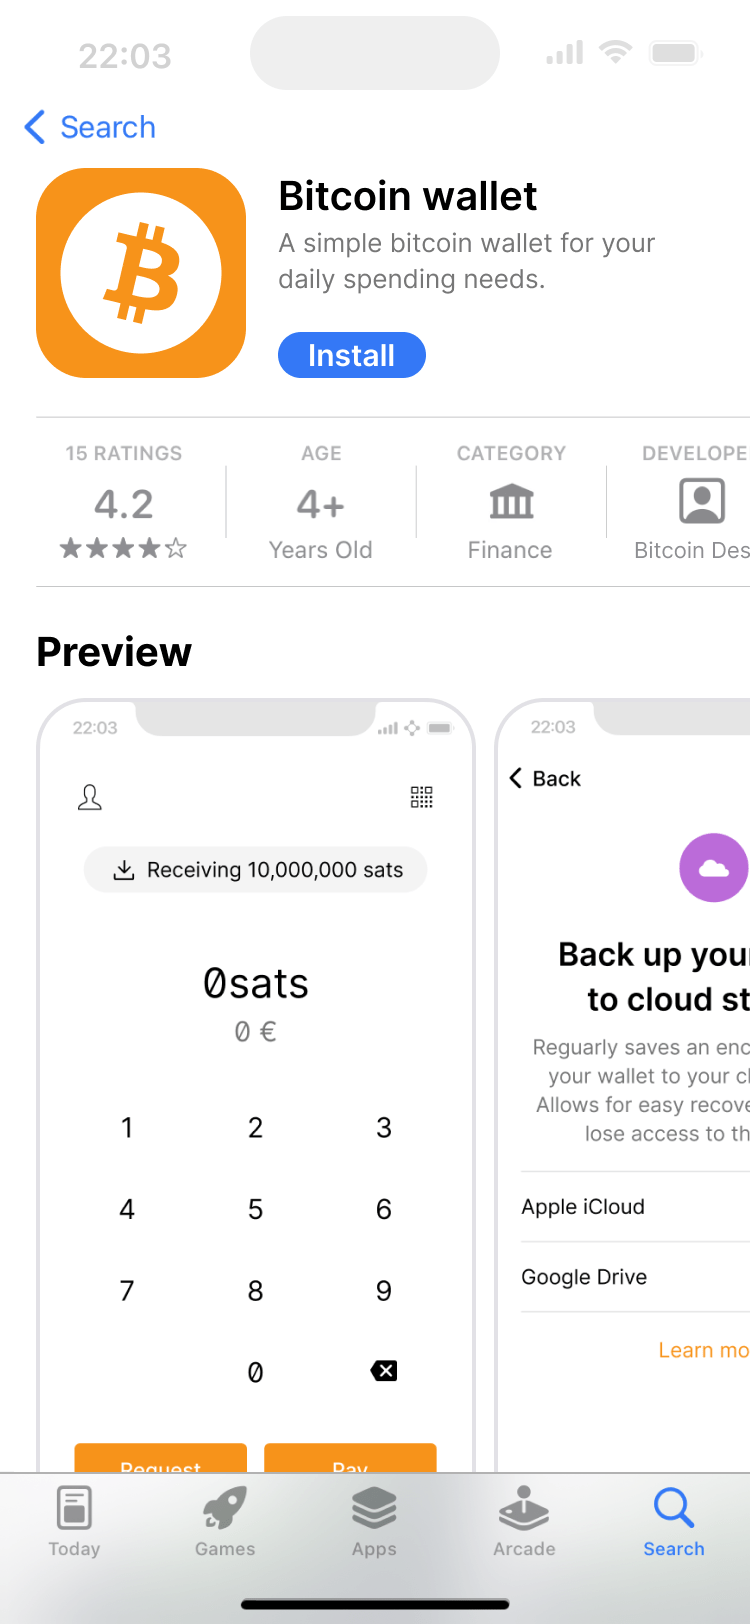 22:03
Search
Bitcoin wallet
A simple bitcoin wallet for your
daily spending needs.
Install
15 RATINGS
4.2
AGE
4+
Years Old
CATEGORY
Finance
DEVELOPE
Bitcoin Des
Preview
22:03
Receiving 10,000,000 sats
0sats
0 €
1 2 3
4 5 6
7 8 9
0
Request Pay
22:03
Back
Back up your
to cloud st
Reguarly saves an enc
your wallet to your cl
Allows for easy recove
lose access to th
Apple iCloud
Google Drive
Learn mo
Today Games Apps Arcade Search